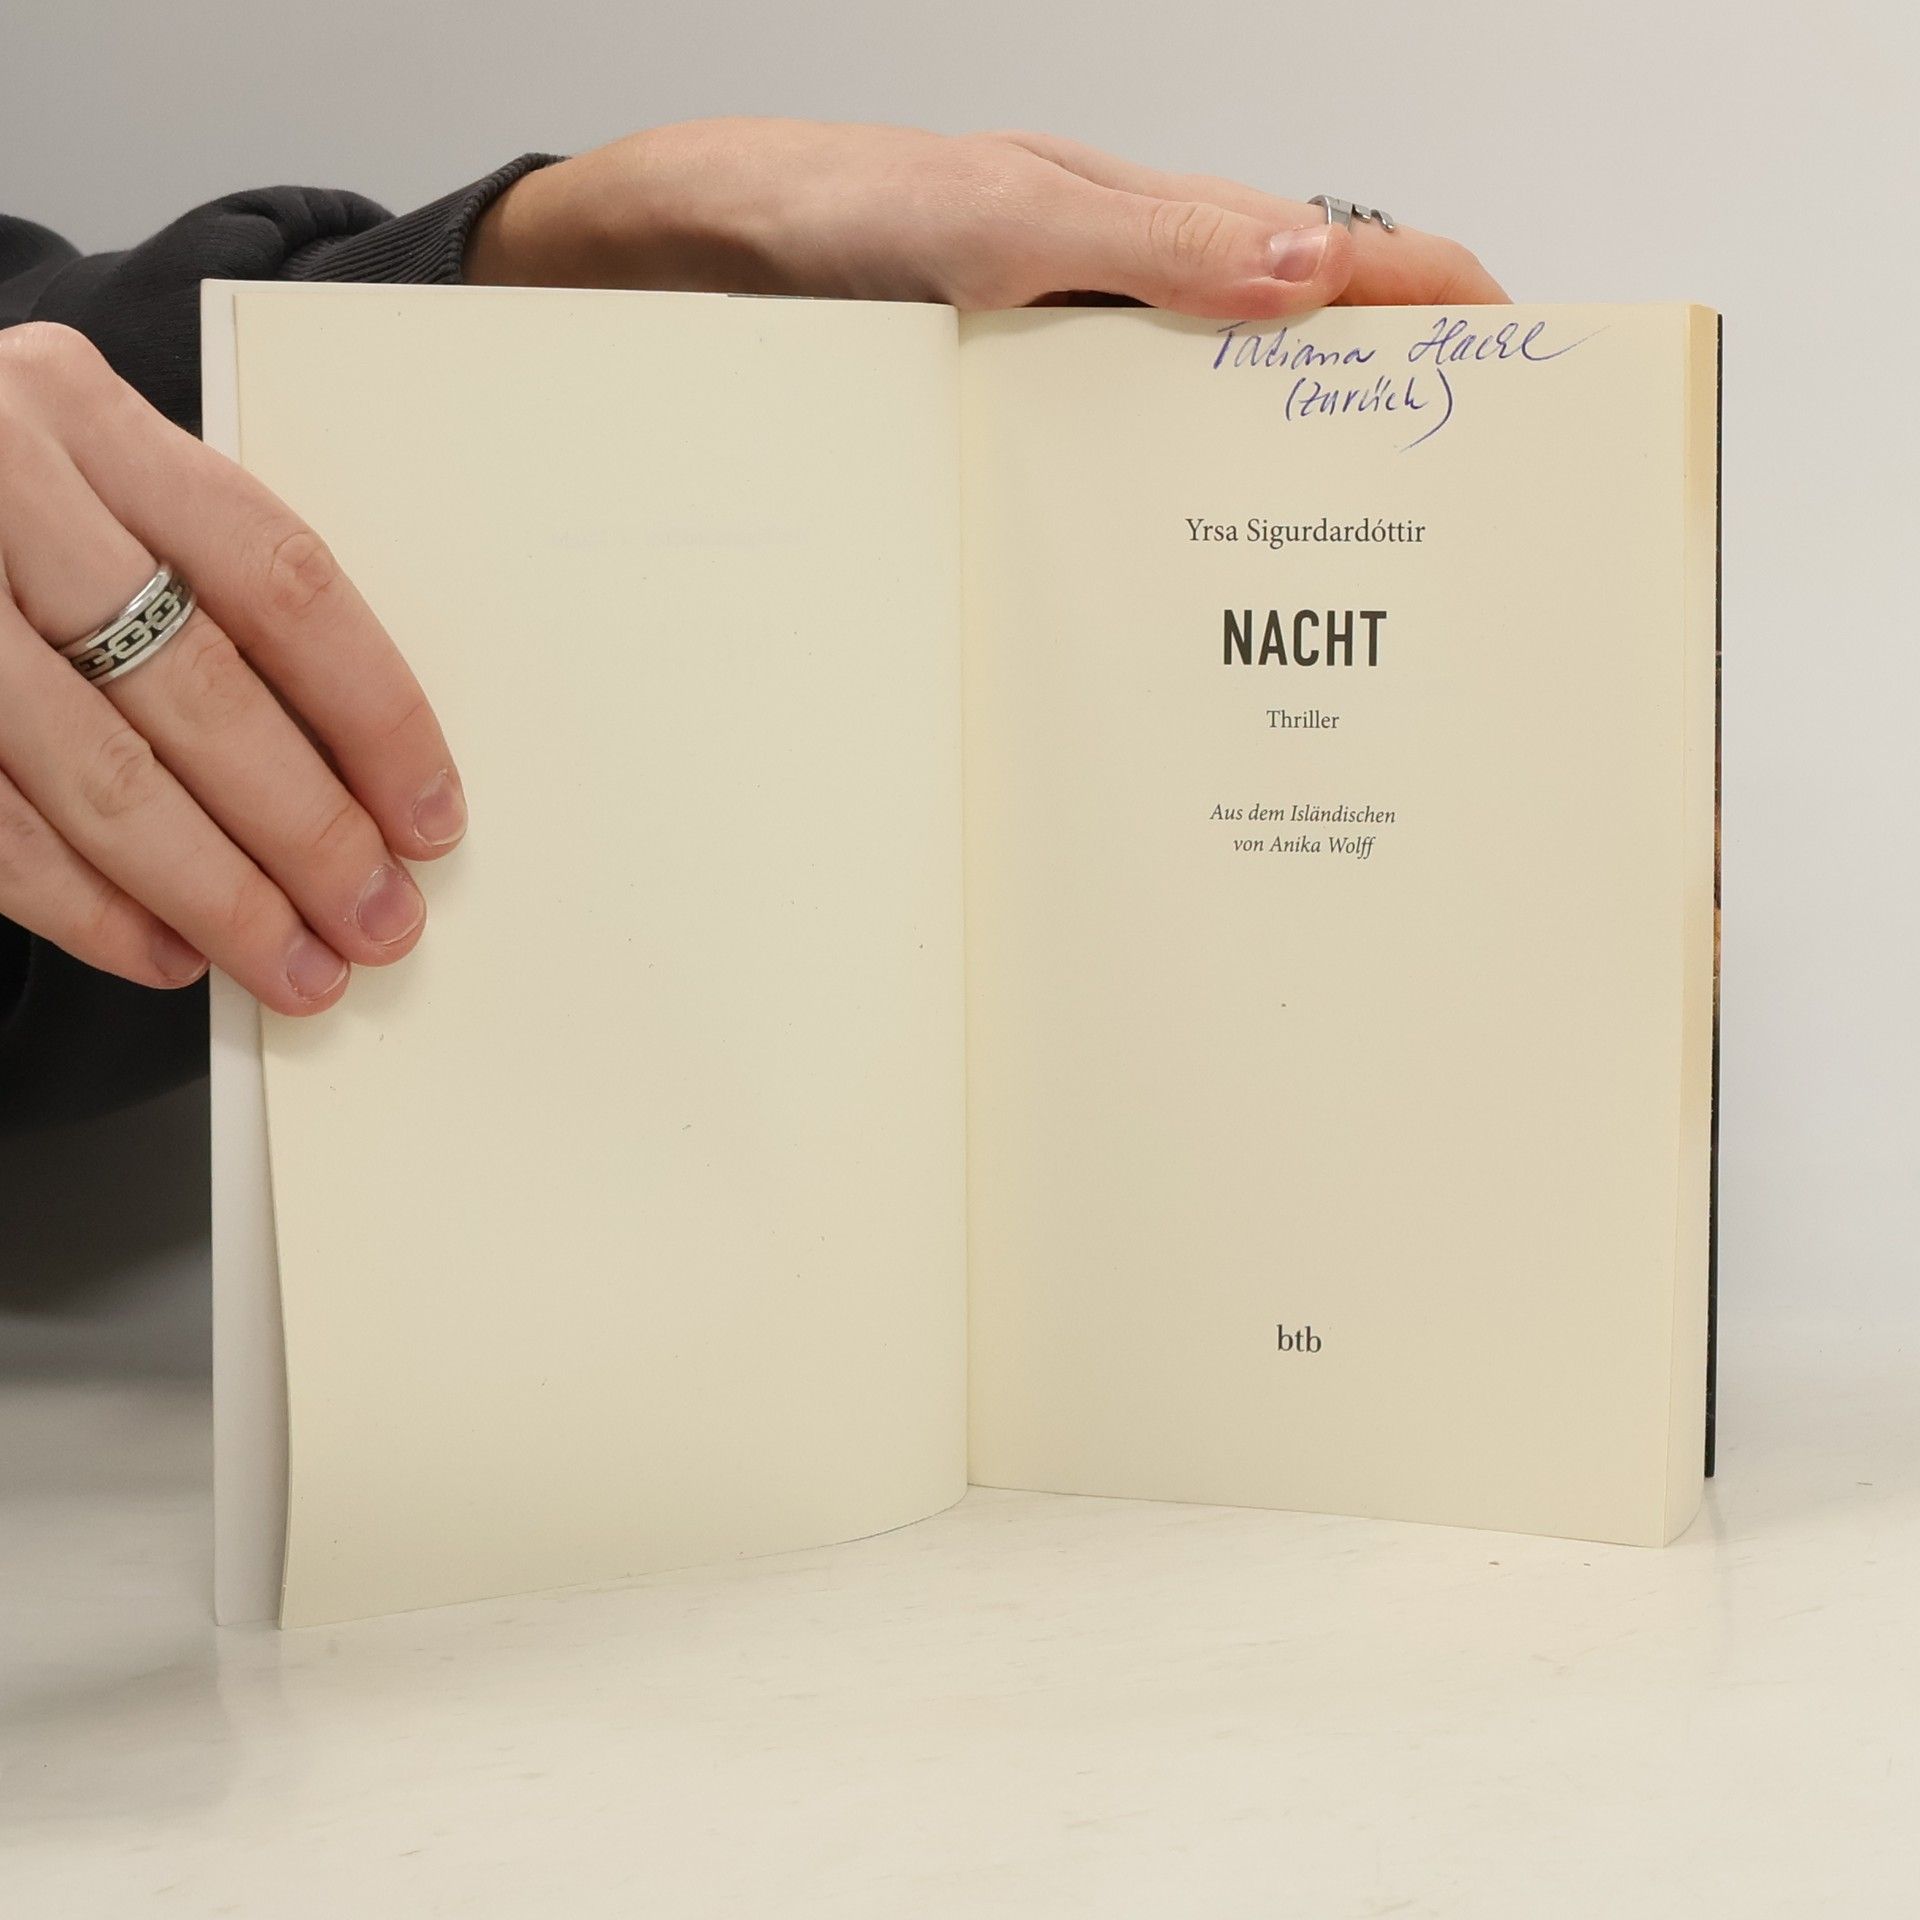 Tatiana Hackl
(zurück)
Yrsa Sigurdardóttir
NACHT
Thriller
Aus dem Isländischen
von Anika Wolff
btb